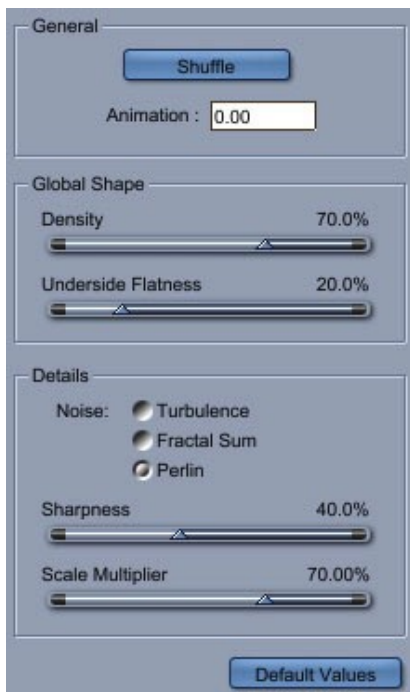 General
Shuffle
Animation : 0.00
Global Shape
Density 70.0%
Underside Flatness 20.0%
Details
Noise: Turbulence
Fractal Sum
Perlin
Sharpness 40.0%
Scale Multiplier 70.00%
Default Values